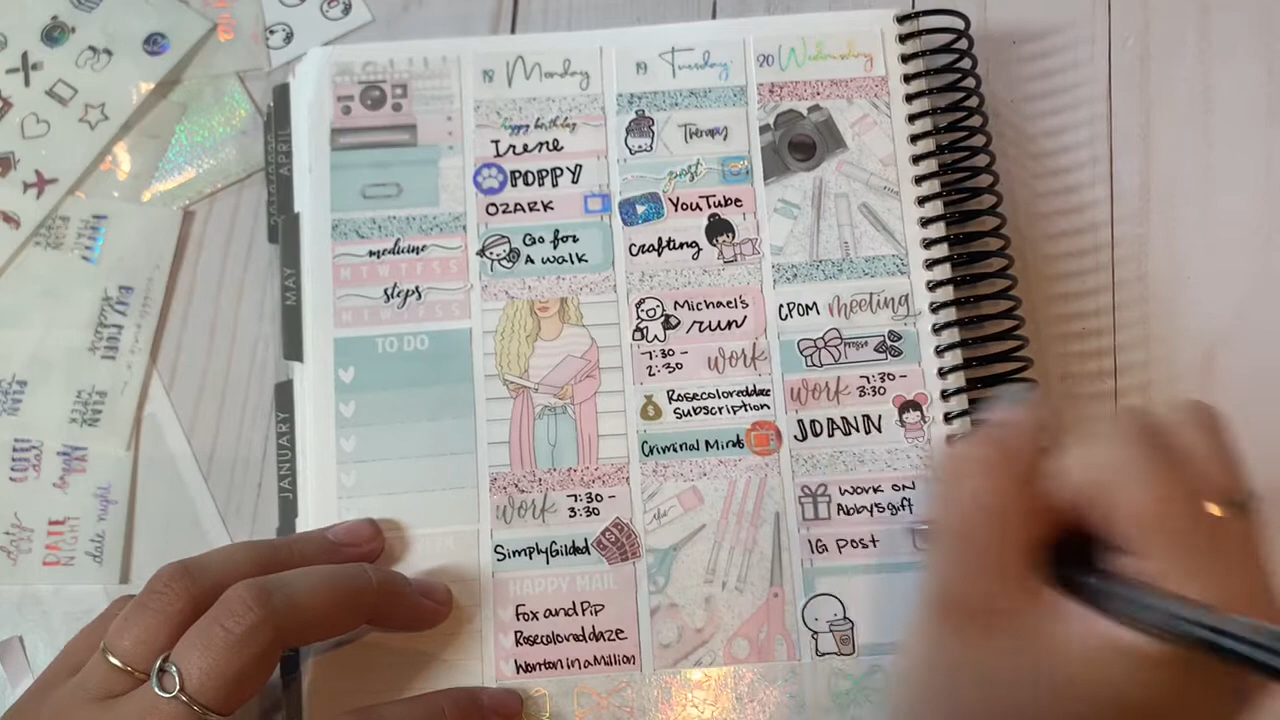 APRIL
MAY
JANUARY
medicine
M T W T F S S
steps
M T W T F S S
TO DO
18 Monday
happy birthday
Irene
POPPY
OZARK
Go for
A walk
work 7:30 -
3:30
SimplyGilded
HAPPY MAIL
Fox and Pip
Rosecoloreddaze
Wonton in a Million
19 Tuesday
Therapy
post
YouTube
crafting
Michael's
run
7:30 -
2:30 work
Rosecoloreddaze
subscription
Criminal Minds
20 Wednesday
CPOM meeting
presso
work 7:30 -
3:30
JOANN
WORK ON
Abby's gift
IG POST
DATE
NIGHT
date night